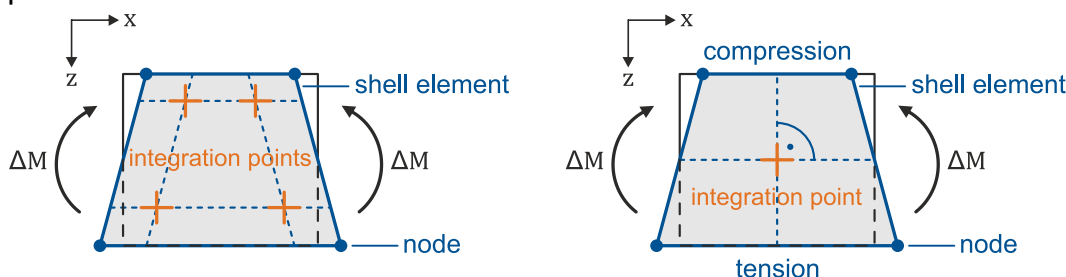 x
z
shell element
ΔM
integration points
ΔM
node
x
z
compression
shell element
ΔM
integration point
ΔM
node
tension